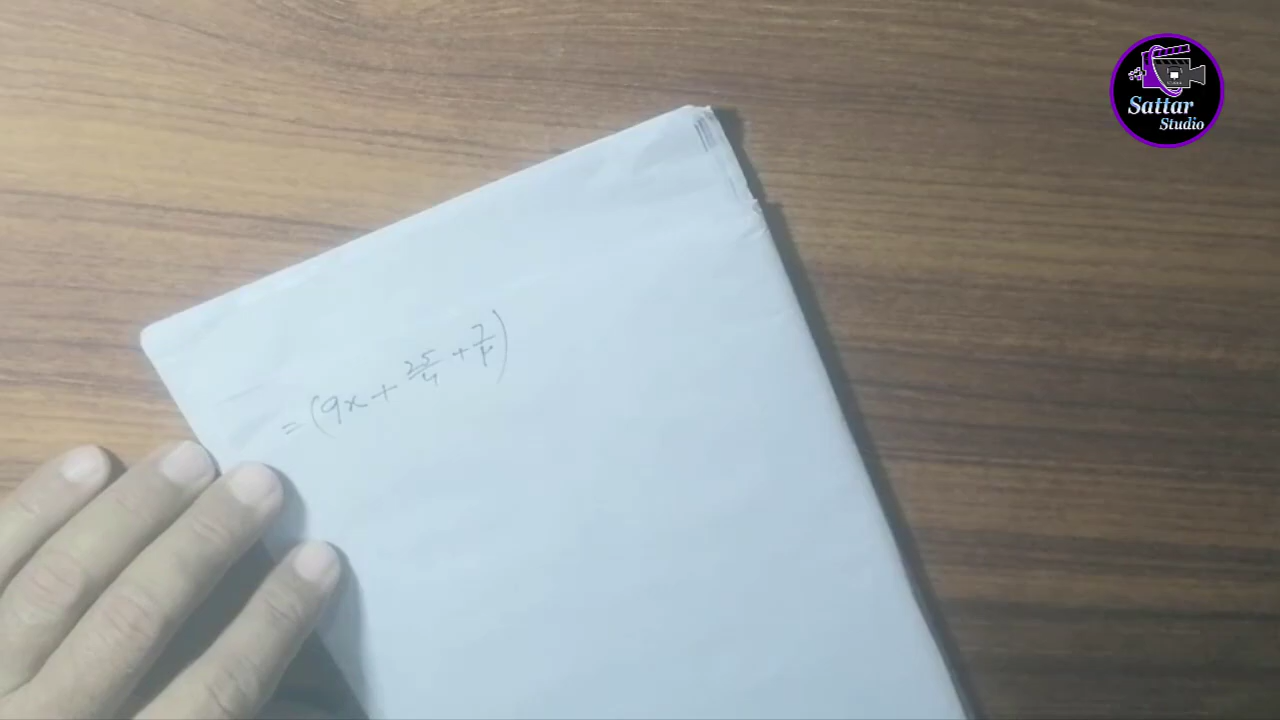 = (9x + 25/4 + 7/4)
Sattar
Studio